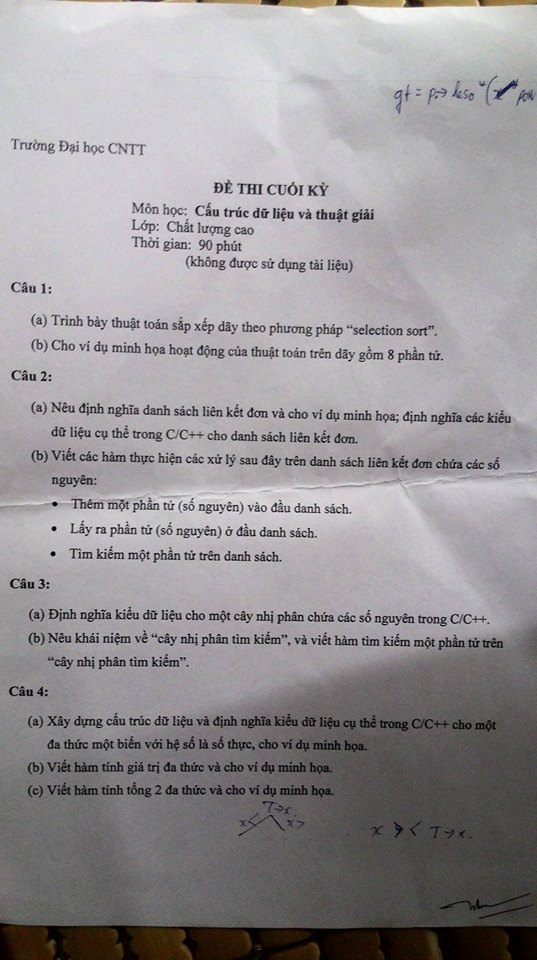 gt = p→heso * (x
Trường Đại học CNTT
ĐỀ THI CUỐI KỲ
Môn học: Cấu trúc dữ liệu và thuật giải
Lớp: Chất lượng cao
Thời gian: 90 phút
(không được sử dụng tài liệu)
Câu 1:
(a) Trình bày thuật toán sắp xếp dãy theo phương pháp “selection sort”.
(b) Cho ví dụ minh họa hoạt động của thuật toán trên dãy gồm 8 phần tử.
Câu 2:
(a) Nêu định nghĩa danh sách liên kết đơn và cho ví dụ minh họa; định nghĩa các kiểu
dữ liệu cụ thể trong C/C++ cho danh sách liên kết đơn.
(b) Viết các hàm thực hiện các xử lý sau đây trên danh sách liên kết đơn chứa các số
nguyên:
• Thêm một phần tử (số nguyên) vào đầu danh sách.
• Lấy ra phần tử (số nguyên) ở đầu danh sách.
• Tìm kiếm một phần tử trên danh sách.
Câu 3:
(a) Định nghĩa kiểu dữ liệu cho một cây nhị phân chứa các số nguyên trong C/C++.
(b) Nêu khái niệm về “cây nhị phân tìm kiếm”, và viết hàm tìm kiếm một phần tử trên
“cây nhị phân tìm kiếm”.
Câu 4:
(a) Xây dựng cấu trúc dữ liệu và định nghĩa kiểu dữ liệu cụ thể trong C/C++ cho một
đa thức một biến với hệ số là số thực, cho ví dụ minh họa.
(b) Viết hàm tính giá trị đa thức và cho ví dụ minh họa.
(c) Viết hàm tính tổng 2 đa thức và cho ví dụ minh họa.
T→x.
x< x>
x > < T→x.